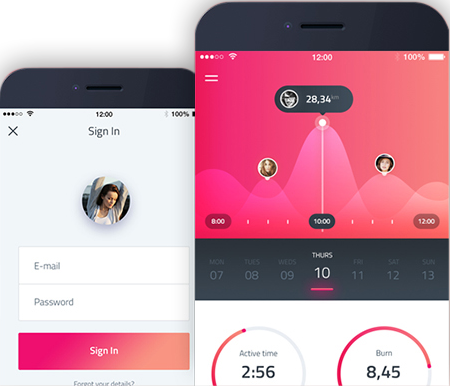 12:00
100%
Sign In
E-mail
Password
Sign In
Forgot your details?
12:00
100%
28,34 km
8:00
10:00
12:00
MON
TUES
WEDS
THURS
FRI
SAT
SUN
07
08
09
10
11
12
13
Active time
2:56
Burn
8,45